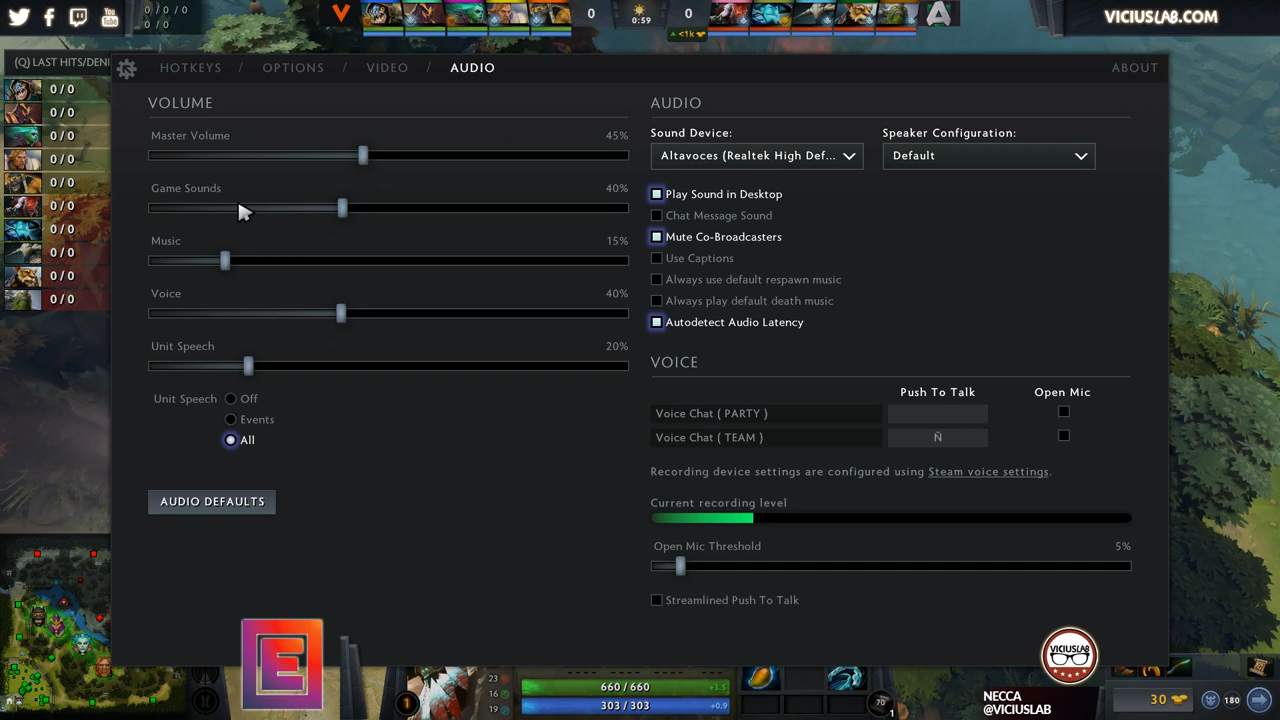 You
Tube
0 / 0 / 0
0 / 0
0
0:59
0
<1k
VICIUSLAB.COM
(Q) LAST HITS/DENI
0 / 0
0 / 0
0 / 0
0 / 0
0 / 0
0 / 0
0 / 0
0 / 0
0 / 0
0 / 0
HOTKEYS / OPTIONS / VIDEO / AUDIO
ABOUT
VOLUME
Master Volume 45%
Game Sounds 40%
Music 15%
Voice 40%
Unit Speech 20%
Unit Speech Off
Events
All
AUDIO DEFAULTS
AUDIO
Sound Device: Speaker Configuration:
Altavoces (Realtek High Def... Default
Play Sound in Desktop
Chat Message Sound
Mute Co-Broadcasters
Use Captions
Always use default respawn music
Always play default death music
Autodetect Audio Latency
VOICE
Push To Talk Open Mic
Voice Chat ( PARTY )
Voice Chat ( TEAM ) Ñ
Recording device settings are configured using Steam voice settings.
Current recording level
Open Mic Threshold 5%
Streamlined Push To Talk
E
VICIUSLAB
23
16
19
1
660 / 660 +3.5
303 / 303 +0.9
70
1
NECCA
@VICIUSLAB
30
180